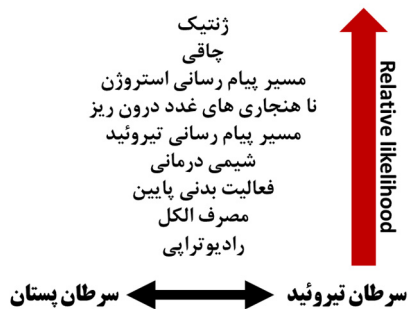 ژنتیک
چاقی
مسیر پیام رسانی استروژن
نا هنجاری های غدد درون ریز
مسیر پیام رسانی تیروئید
شیمی درمانی
فعالیت بدنی پایین
مصرف الکل
رادیوتراپی
Relative likelihood
سرطان تیروئید
سرطان پستان